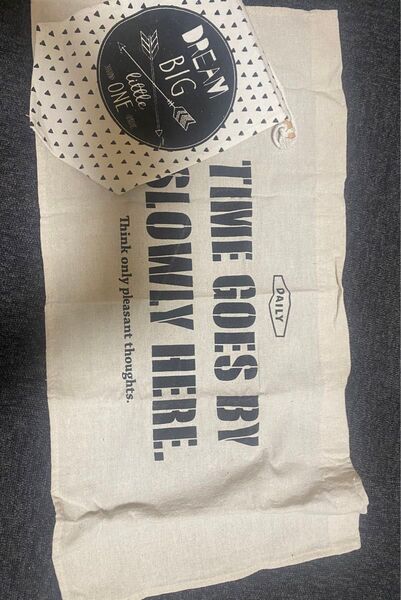 DREAM
BIG
little
ONE
DAILY
TIME GOES BY
SLOWLY HERE.
Think only pleasant thoughts.